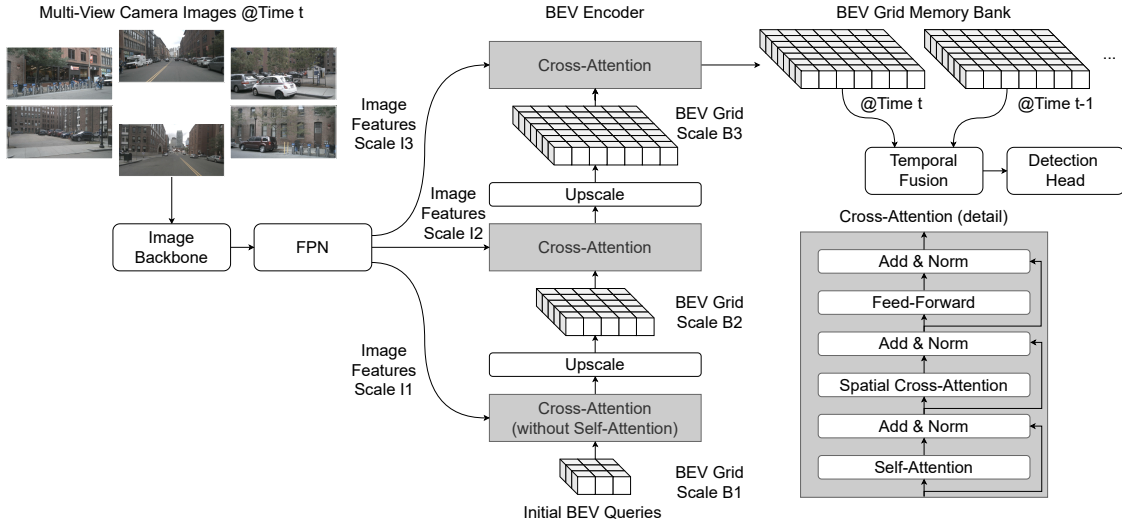 Multi-View Camera Images @Time t
BEV Encoder
BEV Grid Memory Bank
Cross-Attention
...
Image
Features
Scale I3
BEV Grid
Scale B3
@Time t
@Time t-1
Temporal
Fusion
Detection
Head
Upscale
Image
Features
Scale I2
Image
Backbone
FPN
Cross-Attention
BEV Grid
Scale B2
Image
Features
Scale I1
Upscale
Cross-Attention
(without Self-Attention)
BEV Grid
Scale B1
Initial BEV Queries
Cross-Attention (detail)
Add & Norm
Feed-Forward
Add & Norm
Spatial Cross-Attention
Add & Norm
Self-Attention